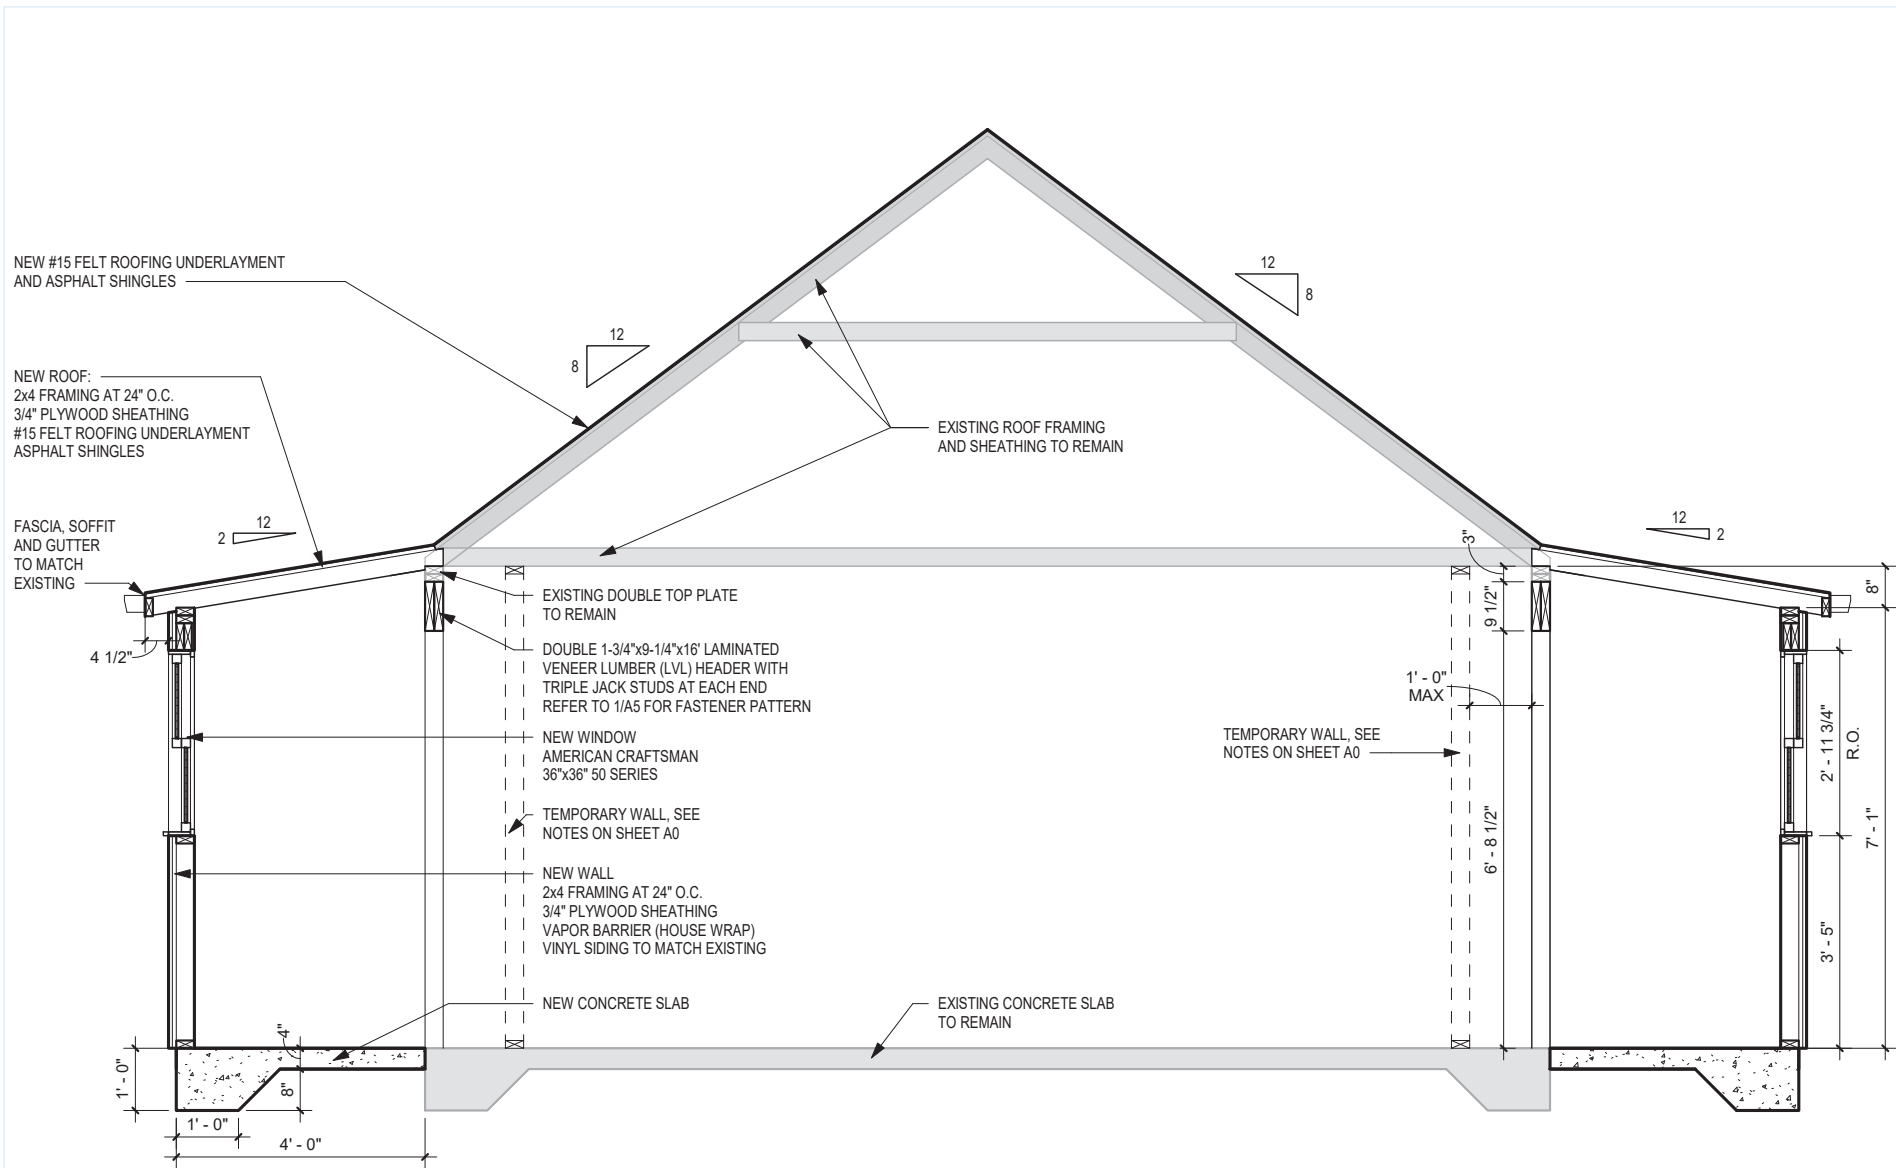 NEW #15 FELT ROOFING UNDERLAYMENT
AND ASPHALT SHINGLES
12
8
12
8
NEW ROOF:
2x4 FRAMING AT 24" O.C.
3/4" PLYWOOD SHEATHING
#15 FELT ROOFING UNDERLAYMENT
ASPHALT SHINGLES
EXISTING ROOF FRAMING
AND SHEATHING TO REMAIN
FASCIA, SOFFIT
AND GUTTER
TO MATCH
EXISTING
12
2
12
2
3"
9 1/2"
8"
4 1/2"
EXISTING DOUBLE TOP PLATE
TO REMAIN
DOUBLE 1-3/4"x9-1/4"x16' LAMINATED
VENEER LUMBER (LVL) HEADER WITH
TRIPLE JACK STUDS AT EACH END
REFER TO 1/A5 FOR FASTENER PATTERN
NEW WINDOW
AMERICAN CRAFTSMAN
36"x36" 50 SERIES
TEMPORARY WALL, SEE
NOTES ON SHEET A0
NEW WALL
2x4 FRAMING AT 24" O.C.
3/4" PLYWOOD SHEATHING
VAPOR BARRIER (HOUSE WRAP)
VINYL SIDING TO MATCH EXISTING
NEW CONCRETE SLAB
1' - 0"
MAX
TEMPORARY WALL, SEE
NOTES ON SHEET A0
6' - 8 1/2"
2' - 11 3/4"
R.O.
7' - 1"
3' - 5"
EXISTING CONCRETE SLAB
TO REMAIN
4"
8"
1' - 0"
1' - 0"
4' - 0"